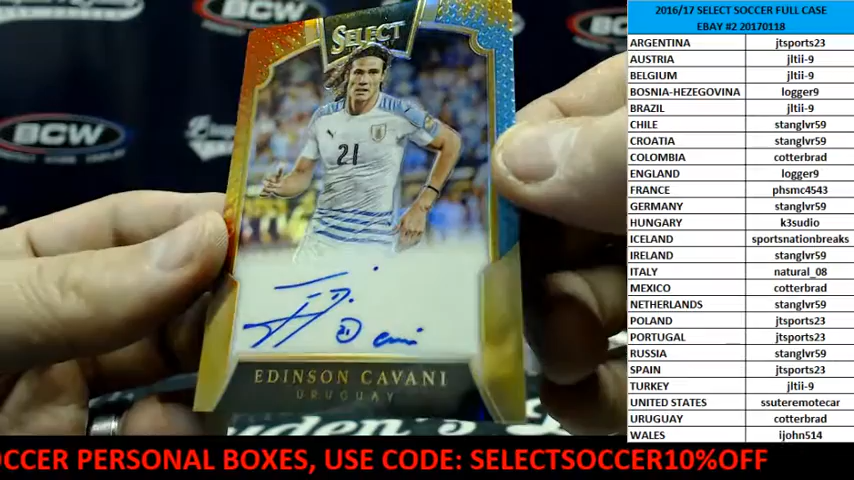 2016/17 SELECT SOCCER FULL CASE
EBAY #2 20170118
ARGENTINA jtsports23
AUSTRIA jltii-9
BELGIUM jltii-9
BOSNIA-HEZEGOVINA logger9
BRAZIL jltii-9
CHILE stanglvr59
CROATIA stanglvr59
COLOMBIA cotterbrad
ENGLAND logger9
FRANCE phsmc4543
GERMANY stanglvr59
HUNGARY k3sudio
ICELAND sportsnationbreaks
IRELAND stanglvr59
ITALY natural_08
MEXICO cotterbrad
NETHERLANDS stanglvr59
POLAND jtsports23
PORTUGAL jtsports23
RUSSIA stanglvr59
SPAIN jtsports23
TURKEY jltii-9
UNITED STATES ssuteremotecar
URUGUAY cotterbrad
WALES ijohn514
BCW
BCW
SELECT
21
21
EDINSON CAVANI
URUGUAY
OCCER PERSONAL BOXES, USE CODE: SELECTSOCCER10%OFF